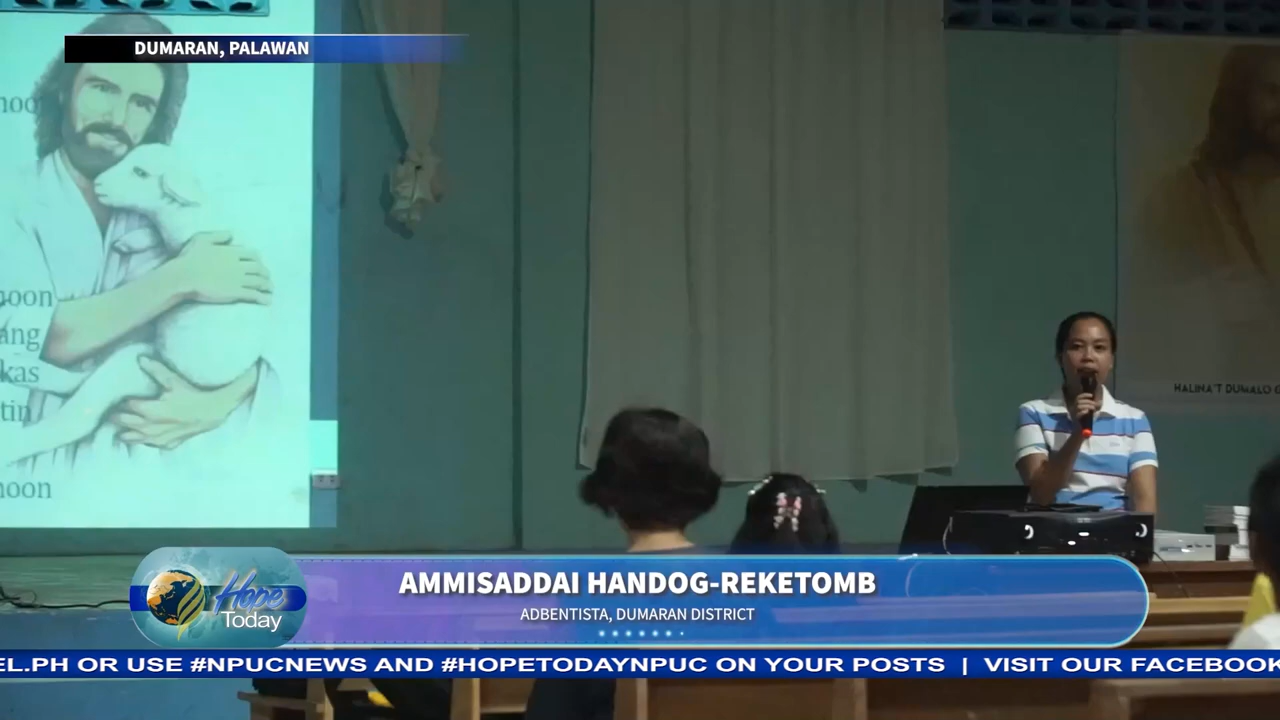 DUMARAN, PALAWAN
noon
ang
kas
tin
noon
HALINA'T DUMALO
Hope
Today
AMMISADDAI HANDOG-REKETOMB
ADBENTISTA, DUMARAN DISTRICT
EL.PH OR USE #NPUCNEWS AND #HOPETODAYNPUC ON YOUR POSTS | VISIT OUR FACEBOOK